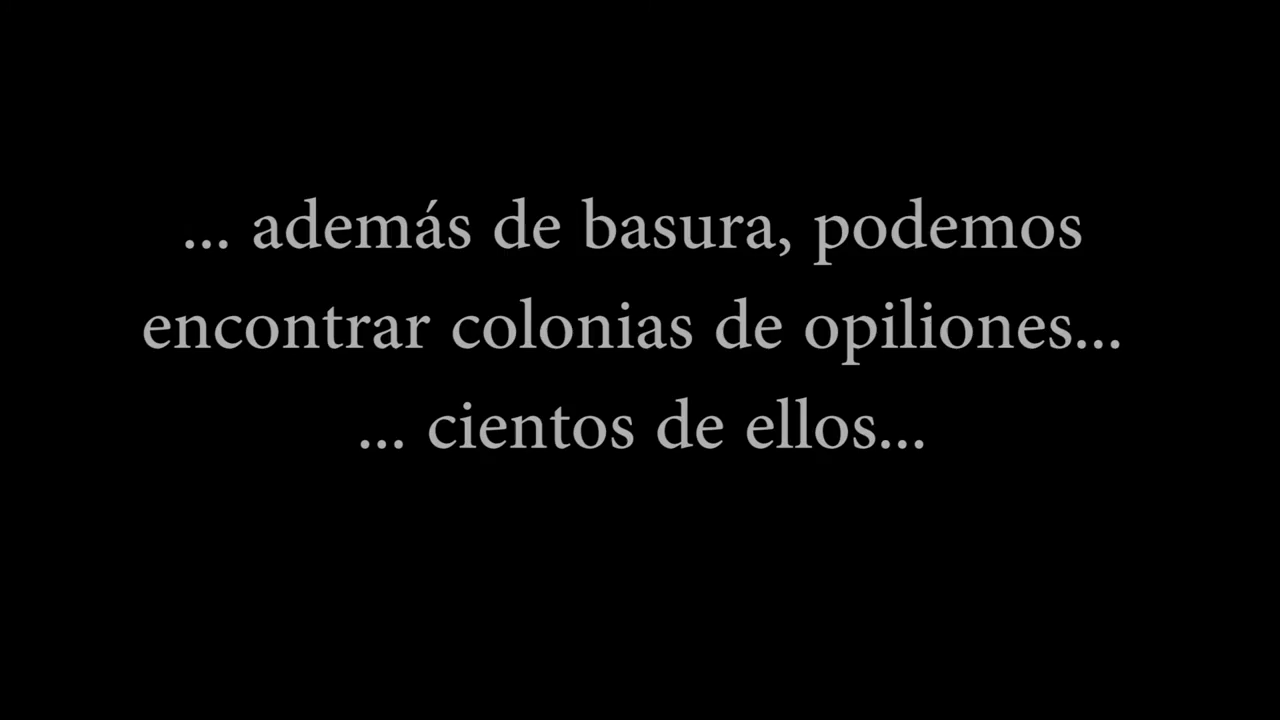 ... además de basura, podemos
encontrar colonias de opiliones...
... cientos de ellos...